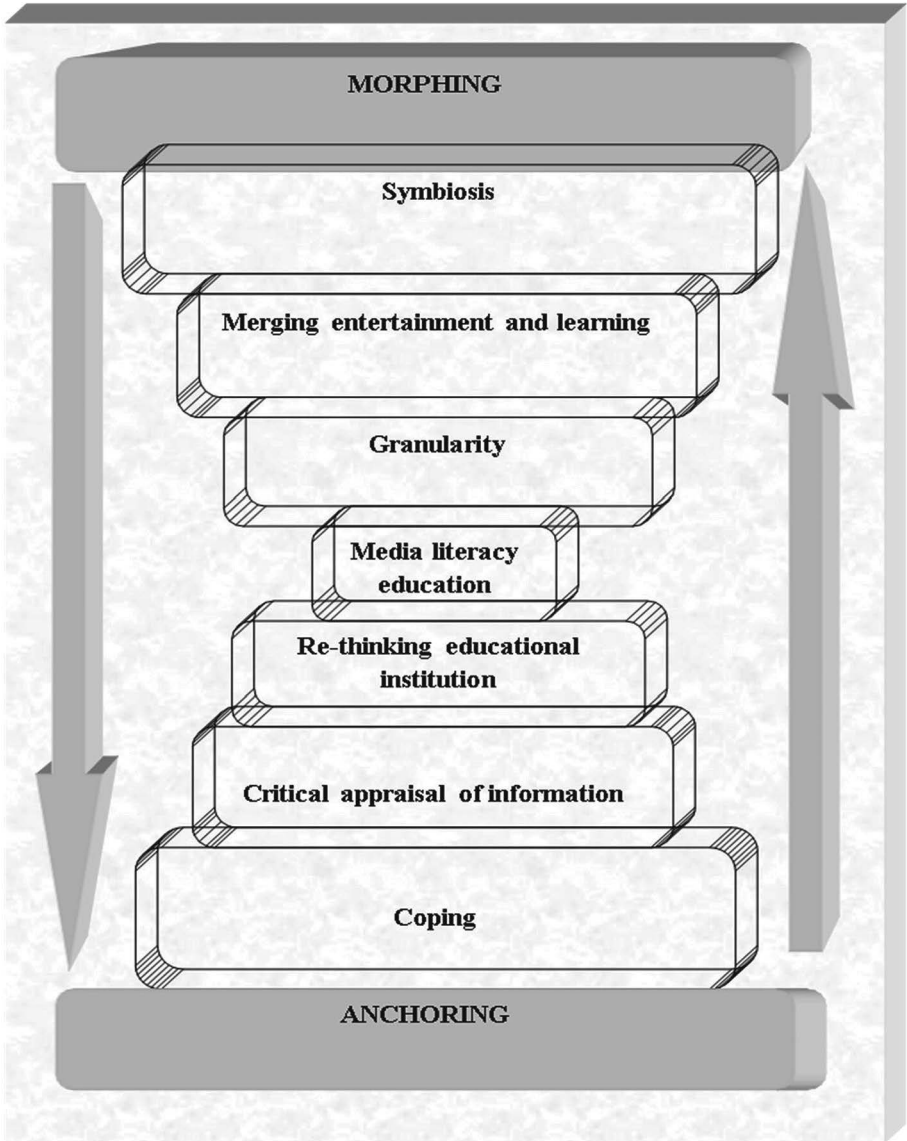 MORPHING
Symbiosis
Merging entertainment and learning
Granularity
Media literacy
education
Re-thinking educational
institution
Critical appraisal of information
Coping
ANCHORING